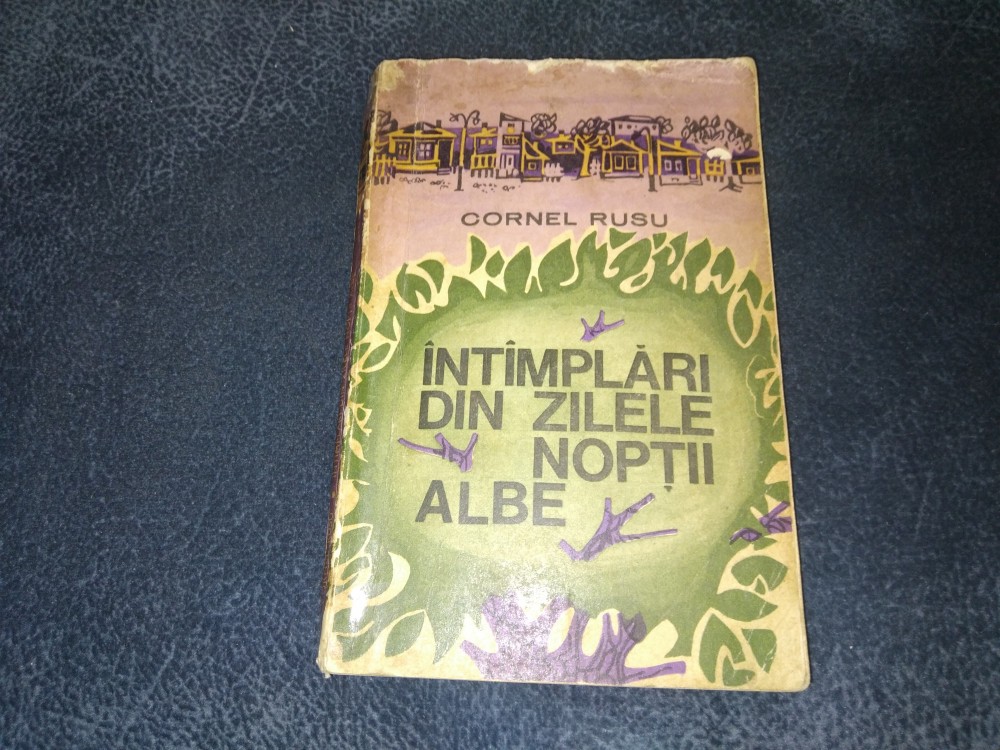 CORNEL RUSU
ÎNTÎMPLĂRI
DIN ZILELE
NOPȚII
ALBE